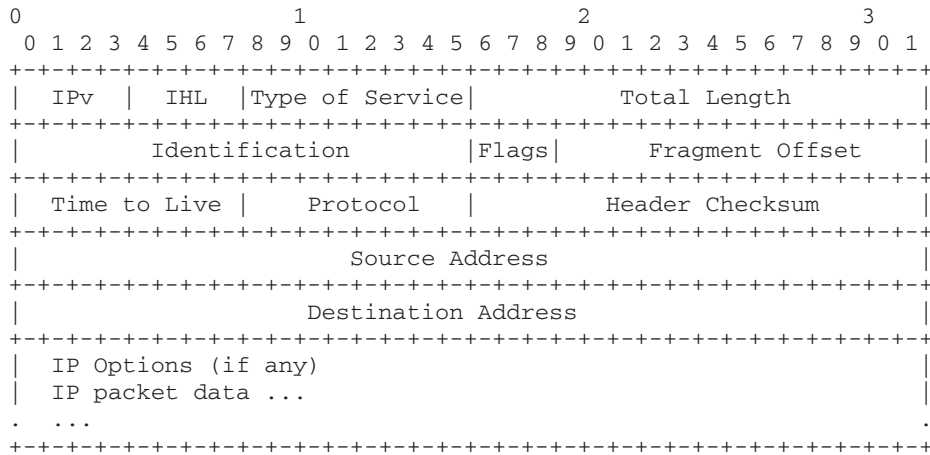 0                   1                   2                   3
 0 1 2 3 4 5 6 7 8 9 0 1 2 3 4 5 6 7 8 9 0 1 2 3 4 5 6 7 8 9 0 1
+-+-+-+-+-+-+-+-+-+-+-+-+-+-+-+-+-+-+-+-+-+-+-+-+-+-+-+-+-+-+-+-+
|  IPv  |  IHL  |Type of Service|          Total Length         |
+-+-+-+-+-+-+-+-+-+-+-+-+-+-+-+-+-+-+-+-+-+-+-+-+-+-+-+-+-+-+-+-+
|         Identification        |Flags|      Fragment Offset    |
+-+-+-+-+-+-+-+-+-+-+-+-+-+-+-+-+-+-+-+-+-+-+-+-+-+-+-+-+-+-+-+-+
|  Time to Live |    Protocol   |         Header Checksum       |
+-+-+-+-+-+-+-+-+-+-+-+-+-+-+-+-+-+-+-+-+-+-+-+-+-+-+-+-+-+-+-+-+
|                       Source Address                          |
+-+-+-+-+-+-+-+-+-+-+-+-+-+-+-+-+-+-+-+-+-+-+-+-+-+-+-+-+-+-+-+-+
|                    Destination Address                        |
+-+-+-+-+-+-+-+-+-+-+-+-+-+-+-+-+-+-+-+-+-+-+-+-+-+-+-+-+-+-+-+-+
|  IP Options (if any)                                          |
|  IP packet data ...                                           |
.  ...                                                          .
+-+-+-+-+-+-+-+-+-+-+-+-+-+-+-+-+-+-+-+-+-+-+-+-+-+-+-+-+-+-+-+-+